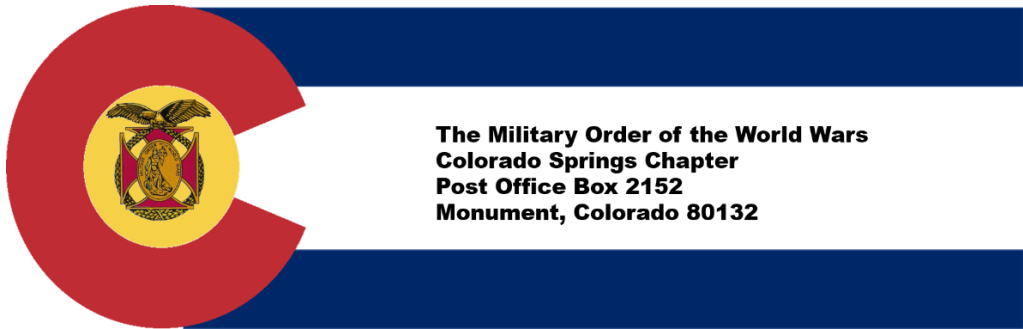 The Military Order of the World Wars
Colorado Springs Chapter
Post Office Box 2152
Monument, Colorado 80132